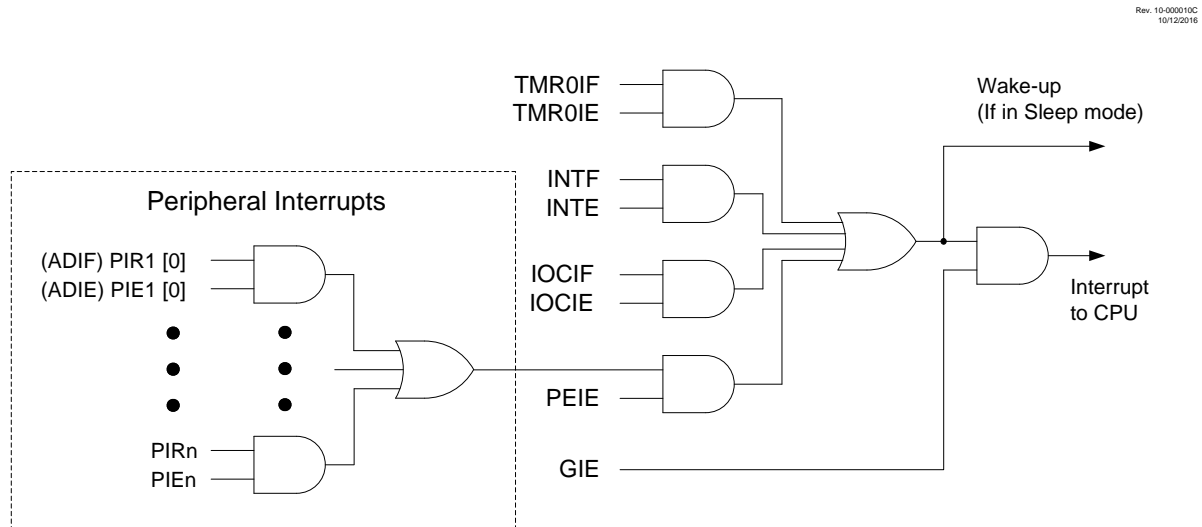 Rev. 10-000010C
10/12/2016
TMR0IF
TMR0IE
Wake-up
(If in Sleep mode)
INTF
INTE
Peripheral Interrupts
(ADIF) PIR1 [0]
(ADIE) PIE1 [0]
IOCIF
IOCIE
Interrupt
to CPU
PEIE
PIRn
PIEn
GIE